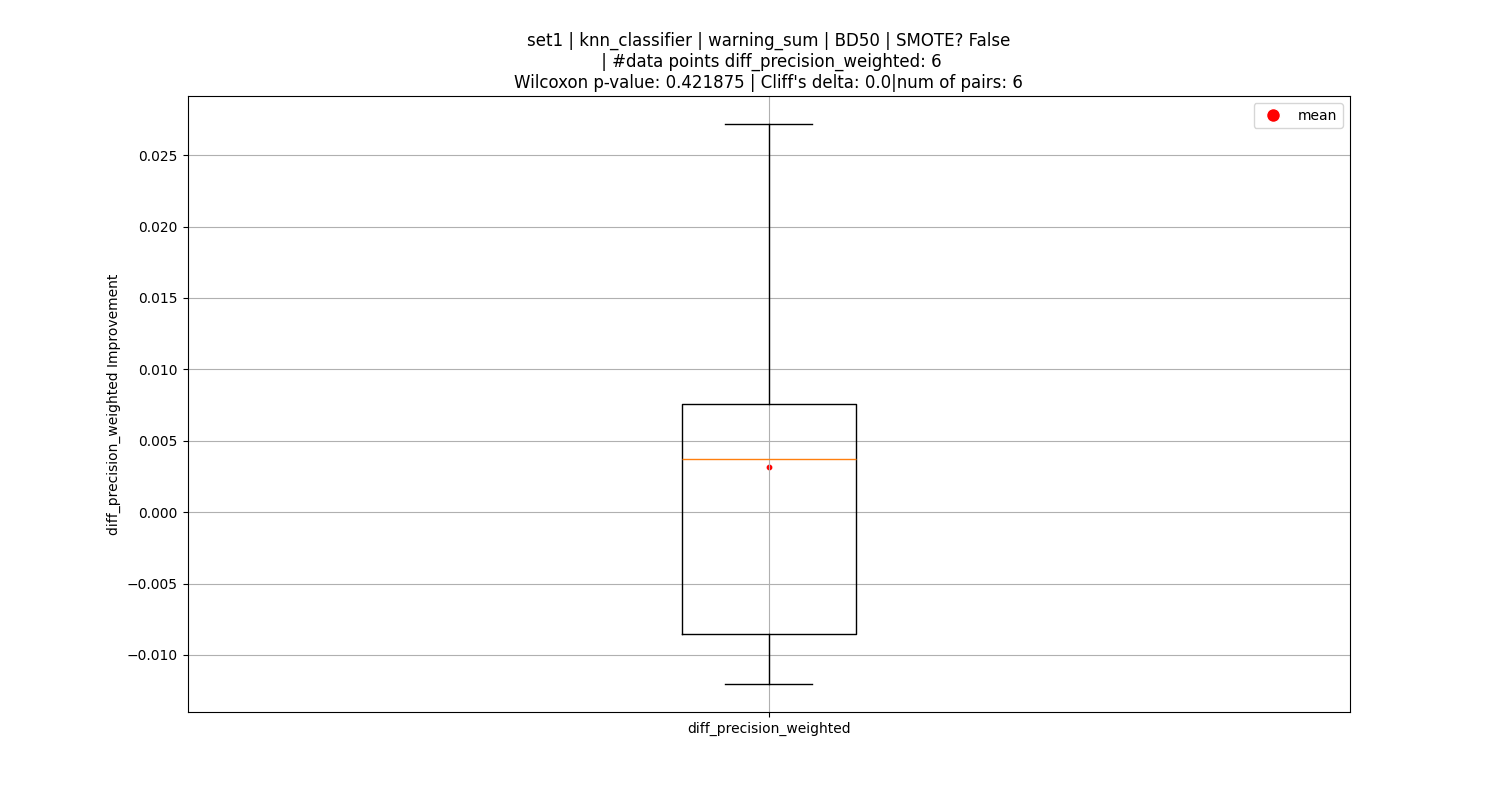 set1 | knn_classifier | warning_sum | BD50 | SMOTE? False
| #data points diff_precision_weighted: 6
Wilcoxon p-value: 0.421875 | Cliff's delta: 0.0|num of pairs: 6
mean
0.025
0.020
0.015
0.010
0.005
0.000
−0.005
−0.010
diff_precision_weighted Improvement
diff_precision_weighted